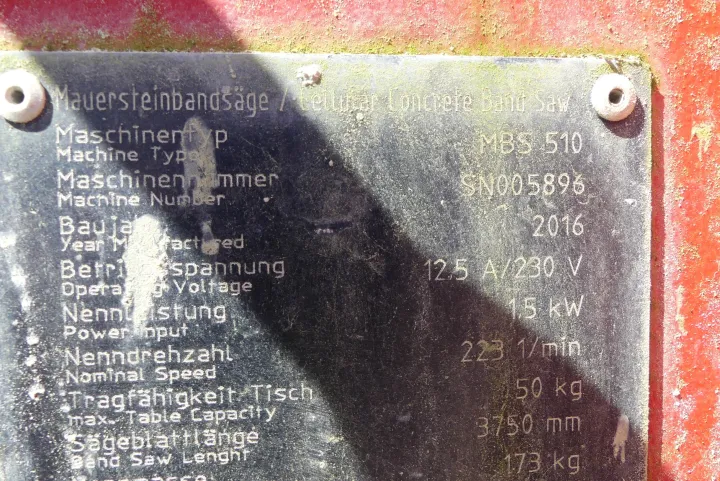 Mauersteinbandsäge / Cellular Concrete Band Saw
Maschinentyp MBS 510
Machine Type
Maschinennummer SN005896
Machine Number
2016
Year
Betriebsspannung 12.5 A/230 V
Operating Voltage
Nennleistung 1.5 kW
Power Input
Nenndrehzahl 223 1/min
Nominal Speed
Tragfähigkeit Tisch 50 kg
max. Table Capacity
Sägeblattlänge 3750 mm
Band Saw Lenght
173 kg